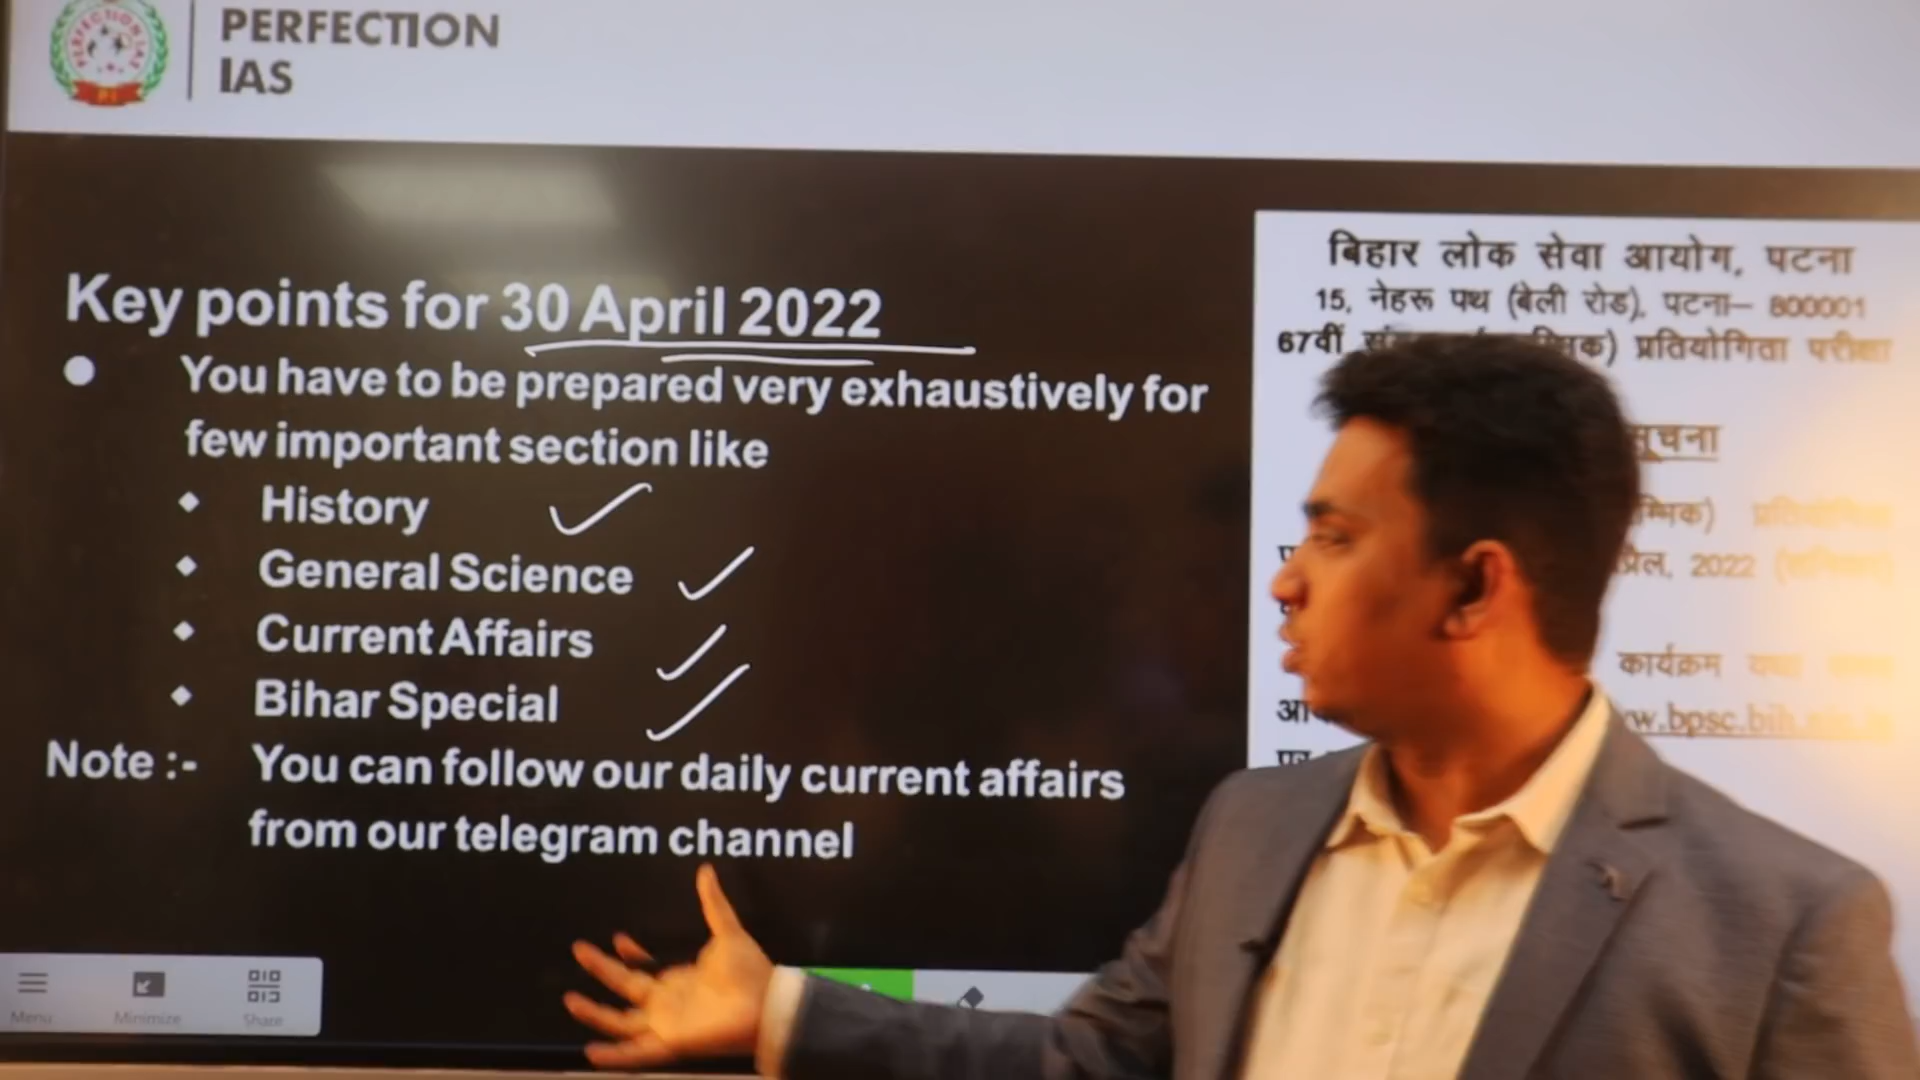 PERFECTION
IAS
Key points for 30 April 2022
You have to be prepared very exhaustively for
few important section like
History
General Science
Current Affairs
Bihar Special
Note :- You can follow our daily current affairs
from our telegram channel
Menu
Minimize
Share
बिहार लोक सेवा आयोग, पटना
15, नेहरू पथ (बेली रोड), पटना– 800001
67वीं प्रतियोगिता परीक्षा
2022
कार्यक्रम